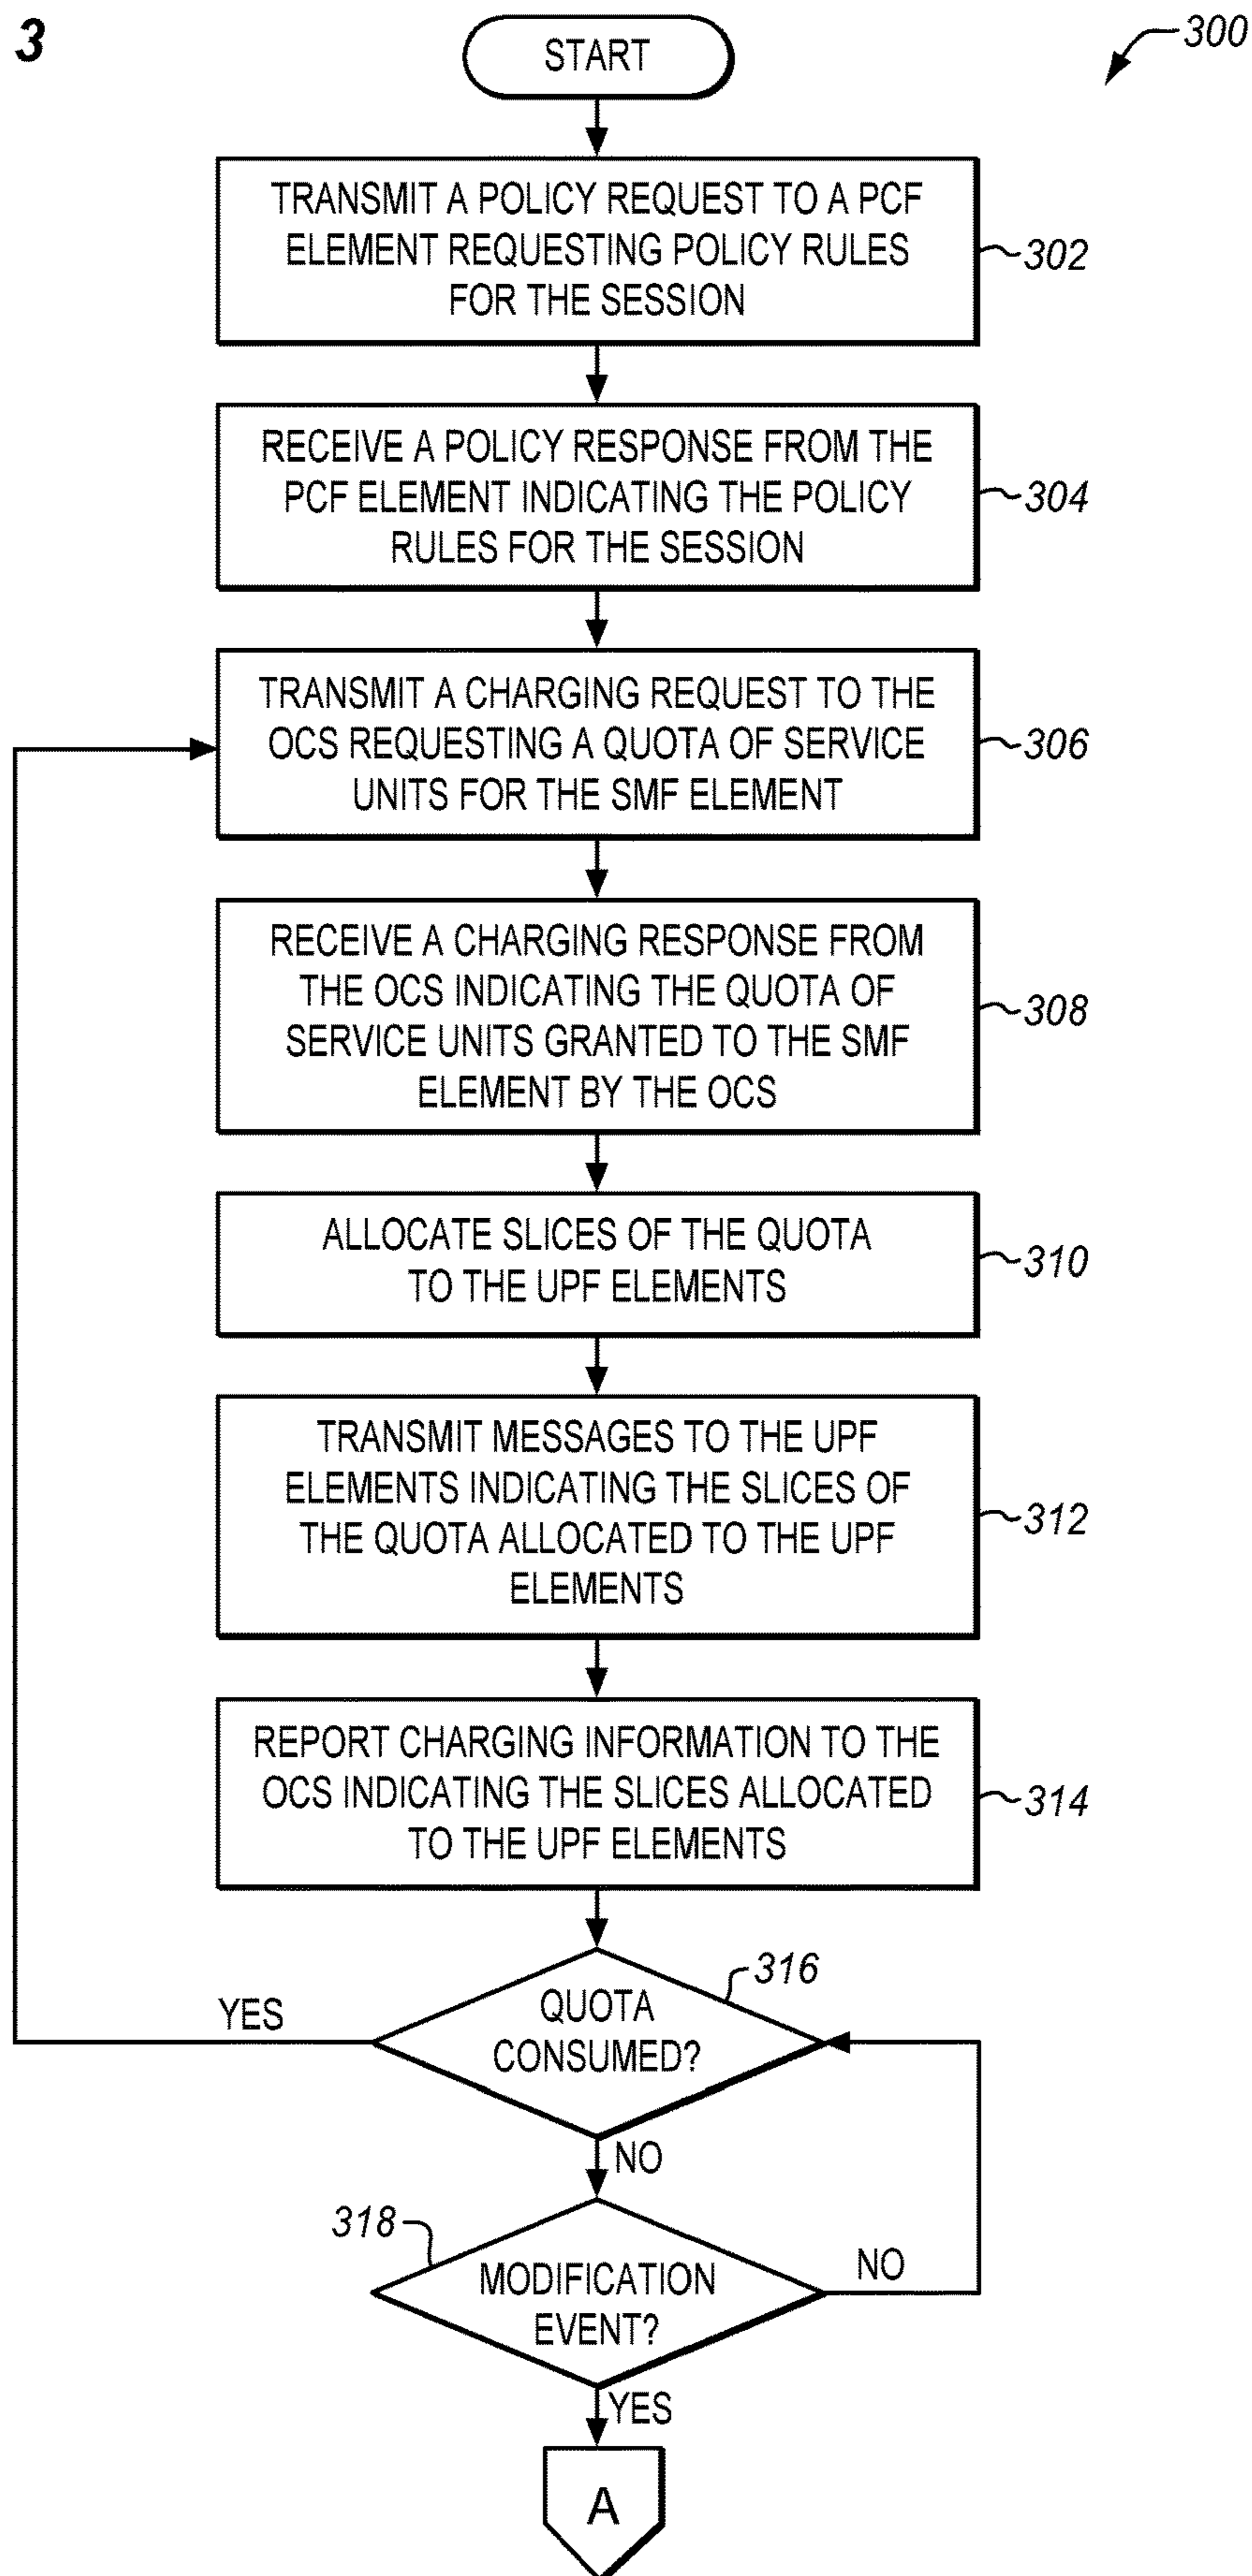 3
300
START
TRANSMIT A POLICY REQUEST TO A PCF
ELEMENT REQUESTING POLICY RULES
FOR THE SESSION
302
RECEIVE A POLICY RESPONSE FROM THE
PCF ELEMENT INDICATING THE POLICY
RULES FOR THE SESSION
304
TRANSMIT A CHARGING REQUEST TO THE
OCS REQUESTING A QUOTA OF SERVICE
UNITS FOR THE SMF ELEMENT
306
RECEIVE A CHARGING RESPONSE FROM
THE OCS INDICATING THE QUOTA OF
SERVICE UNITS GRANTED TO THE SMF
ELEMENT BY THE OCS
308
ALLOCATE SLICES OF THE QUOTA
TO THE UPF ELEMENTS
310
TRANSMIT MESSAGES TO THE UPF
ELEMENTS INDICATING THE SLICES OF
THE QUOTA ALLOCATED TO THE UPF
ELEMENTS
312
REPORT CHARGING INFORMATION TO THE
OCS INDICATING THE SLICES ALLOCATED
TO THE UPF ELEMENTS
314
316
YES
QUOTA
CONSUMED?
NO
318
MODIFICATION
EVENT?
NO
YES
A